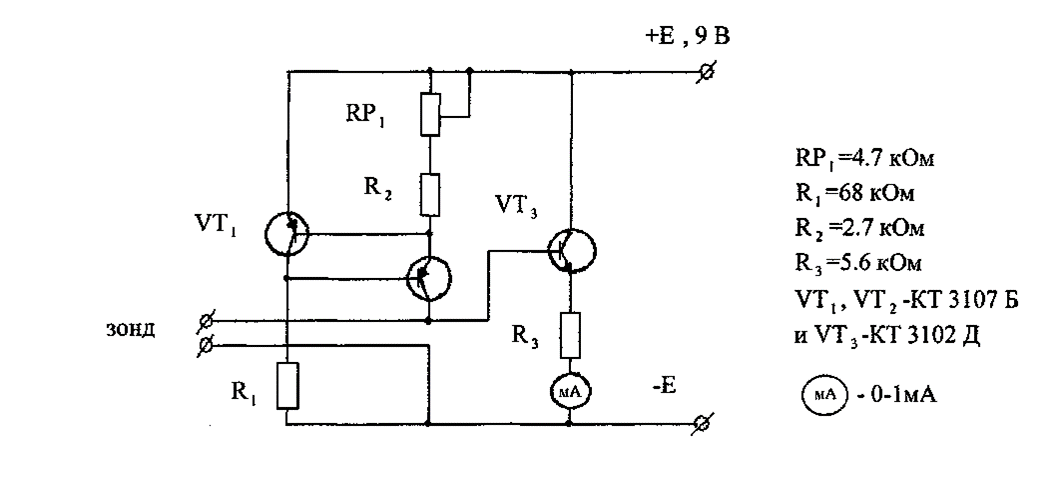 +E , 9 В
RP₁
R₂
VT₁
VT₃
зонд
R₁
R₃
мА
-E
RP₁=4.7 кОм
R₁=68 кОм
R₂=2.7 кОм
R₃=5.6 кОм
VT₁, VT₂-КТ 3107 Б
и VT₃-КТ 3102 Д
мА - 0-1мА